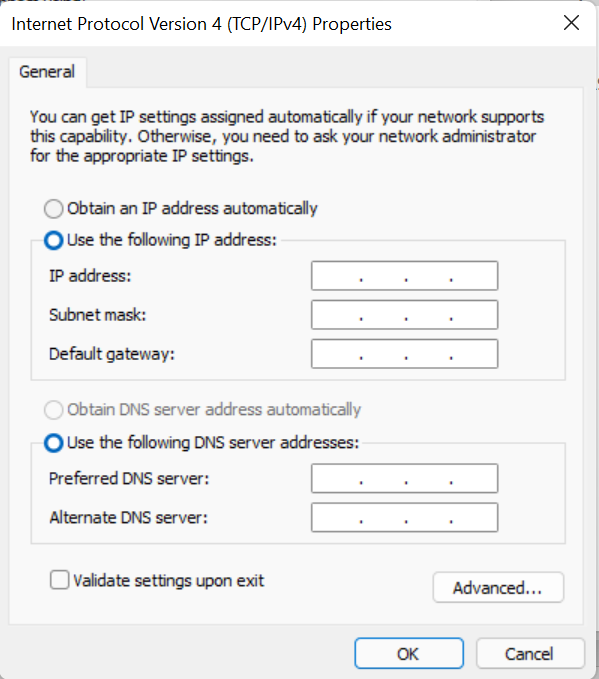 Internet Protocol Version 4 (TCP/IPv4) Properties
General
You can get IP settings assigned automatically if your network supports
this capability. Otherwise, you need to ask your network administrator
for the appropriate IP settings.
Obtain an IP address automatically
Use the following IP address:
IP address: . . .
Subnet mask: . . .
Default gateway: . . .
Obtain DNS server address automatically
Use the following DNS server addresses:
Preferred DNS server: . . .
Alternate DNS server: . . .
Validate settings upon exit
Advanced...
OK Cancel